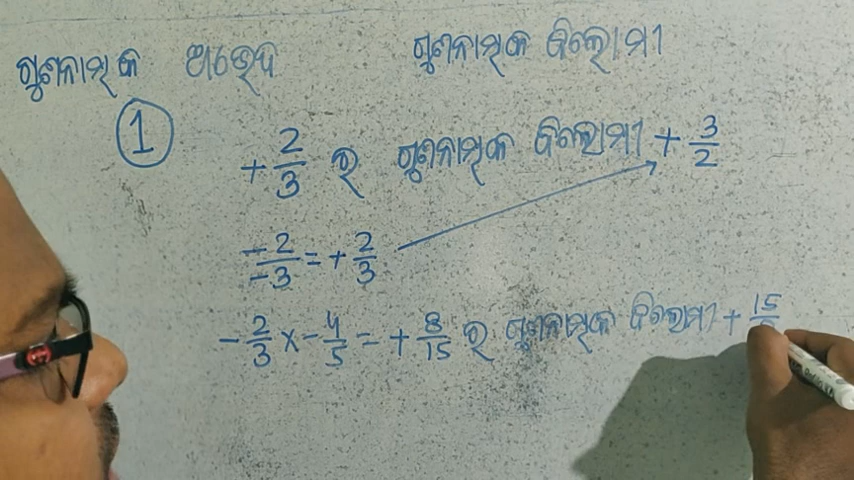 ଗୁଣନାତ୍ମକ ଅଭେଦ ଗୁଣନାତ୍ମକ ବିଲୋମୀ
1
+ 2/3 ର ଗୁଣନାତ୍ମକ ବିଲୋମୀ + 3/2
-2/-3 = + 2/3
- 2/3 x - 4/5 = + 8/15 ର ଗୁଣନାତ୍ମକ ବିଲୋମୀ + 15/